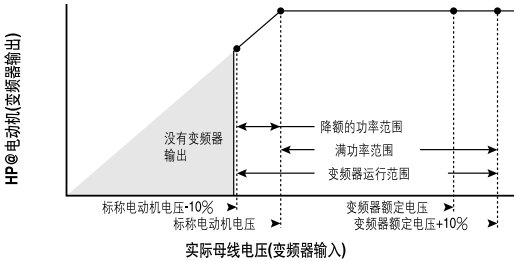 HP@电动机(变频器输出)
没有变频器
输出
降额的功率范围
满功率范围
变频器运行范围
标称电动机电压-10%
变频器额定电压
标称电动机电压
变频器额定电压+10%
实际母线电压(变频器输入)